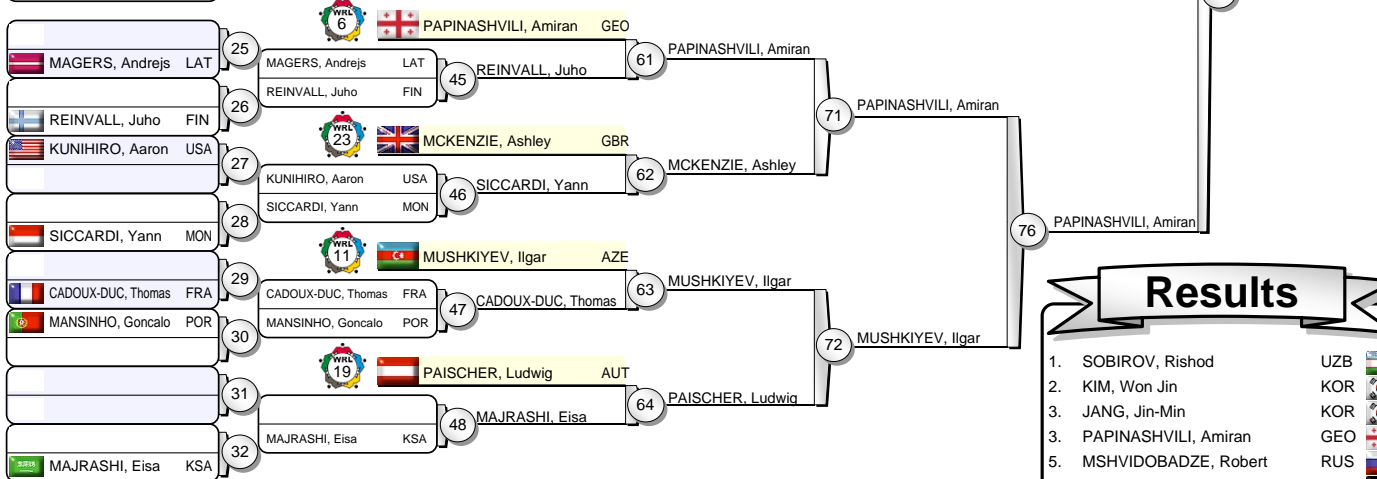 WRL
6
PAPINASHVILI, Amiran GEO
25
MAGERS, Andrejs LAT
MAGERS, Andrejs LAT
REINVALL, Juho FIN
45
REINVALL, Juho
61
PAPINASHVILI, Amiran
26
REINVALL, Juho FIN
71
PAPINASHVILI, Amiran
WRL
23
MCKENZIE, Ashley GBR
KUNIHIRO, Aaron USA
27
KUNIHIRO, Aaron USA
SICCARDI, Yann MON
46
SICCARDI, Yann
62
MCKENZIE, Ashley
28
SICCARDI, Yann MON
76
PAPINASHVILI, Amiran
WRL
11
MUSHKIYEV, Ilgar AZE
29
CADOUX-DUC, Thomas FRA
CADOUX-DUC, Thomas FRA
MANSINHO, Goncalo POR
47
CADOUX-DUC, Thomas
63
MUSHKIYEV, Ilgar
MANSINHO, Goncalo POR
30
72
MUSHKIYEV, Ilgar
WRL
19
PAISCHER, Ludwig AUT
31
48
MAJRASHI, Eisa
64
PAISCHER, Ludwig
MAJRASHI, Eisa KSA
32
MAJRASHI, Eisa KSA
Results
1. SOBIROV, Rishod UZB
2. KIM, Won Jin KOR
3. JANG, Jin-Min KOR
3. PAPINASHVILI, Amiran GEO
5. MSHVIDOBADZE, Robert RUS